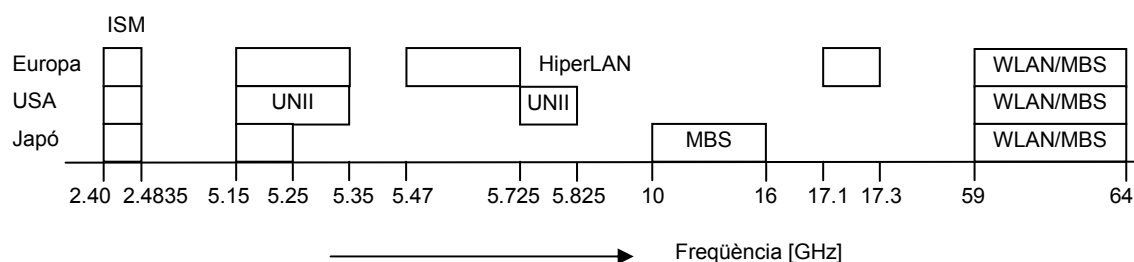 ISM
Europa HiperLAN WLAN/MBS
USA UNII UNII WLAN/MBS
Japó MBS WLAN/MBS
2.40 2.4835 5.15 5.25 5.35 5.47 5.725 5.825 10 16 17.1 17.3 59 64
Freqüència [GHz]